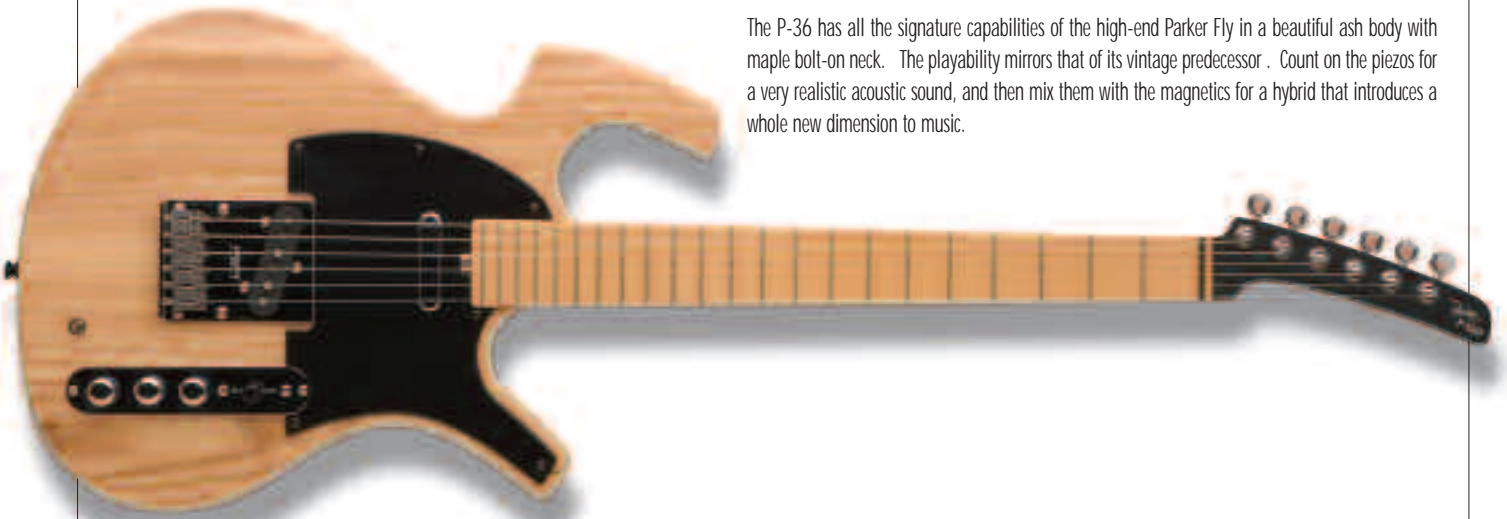 The P-36 has all the signature capabilities of the high-end Parker Fly in a beautiful ash body with
maple bolt-on neck. The playability mirrors that of its vintage predecessor . Count on the piezos for
a very realistic acoustic sound, and then mix them with the magnetics for a hybrid that introduces a
whole new dimension to music.